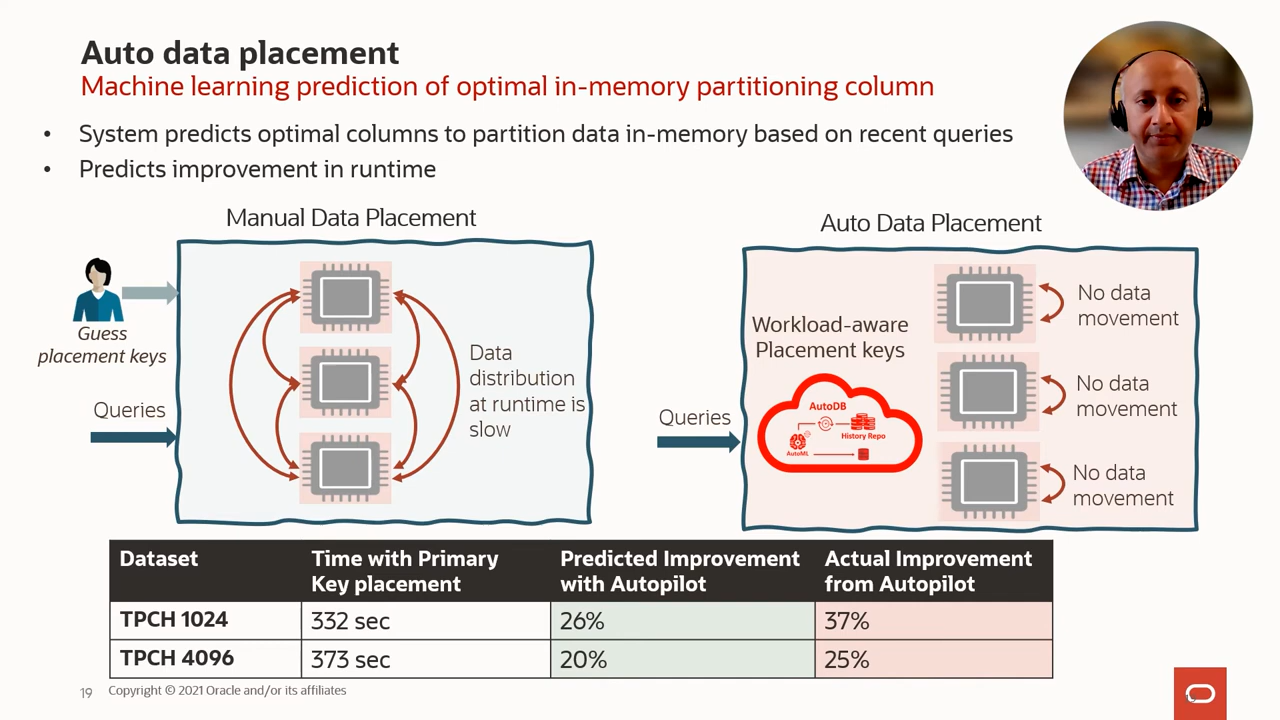 Auto data placement
Machine learning prediction of optimal in-memory partitioning column
• System predicts optimal columns to partition data in-memory based on recent queries
• Predicts improvement in runtime
Manual Data Placement
Guess
placement keys
Queries
Data
distribution
at runtime is
slow
Auto Data Placement
Queries
Workload-aware
Placement keys
AutoDB
History Repo
AutoML
No data
movement
No data
movement
No data
movement
Dataset
Time with Primary
Key placement
Predicted Improvement
with Autopilot
Actual Improvement
from Autopilot
TPCH 1024
332 sec
26%
37%
TPCH 4096
373 sec
20%
25%
19
Copyright © 2021 Oracle and/or its affiliates